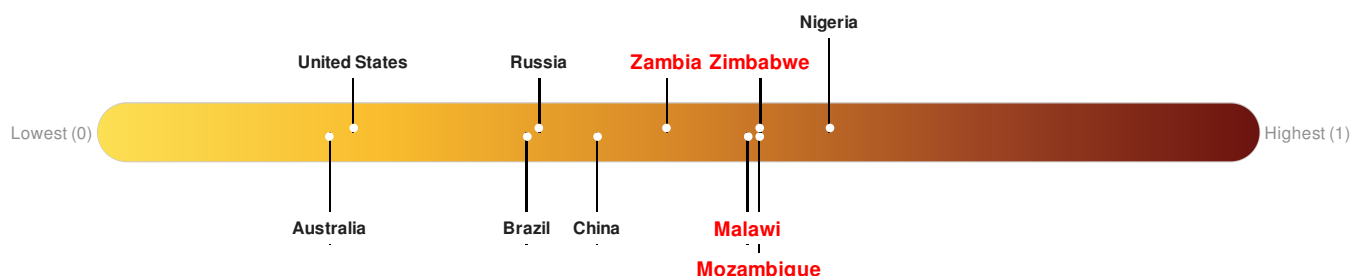 Nigeria
United States Russia Zambia Zimbabwe
Lowest (0) Highest (1)
Australia Brazil China Malawi
Mozambique